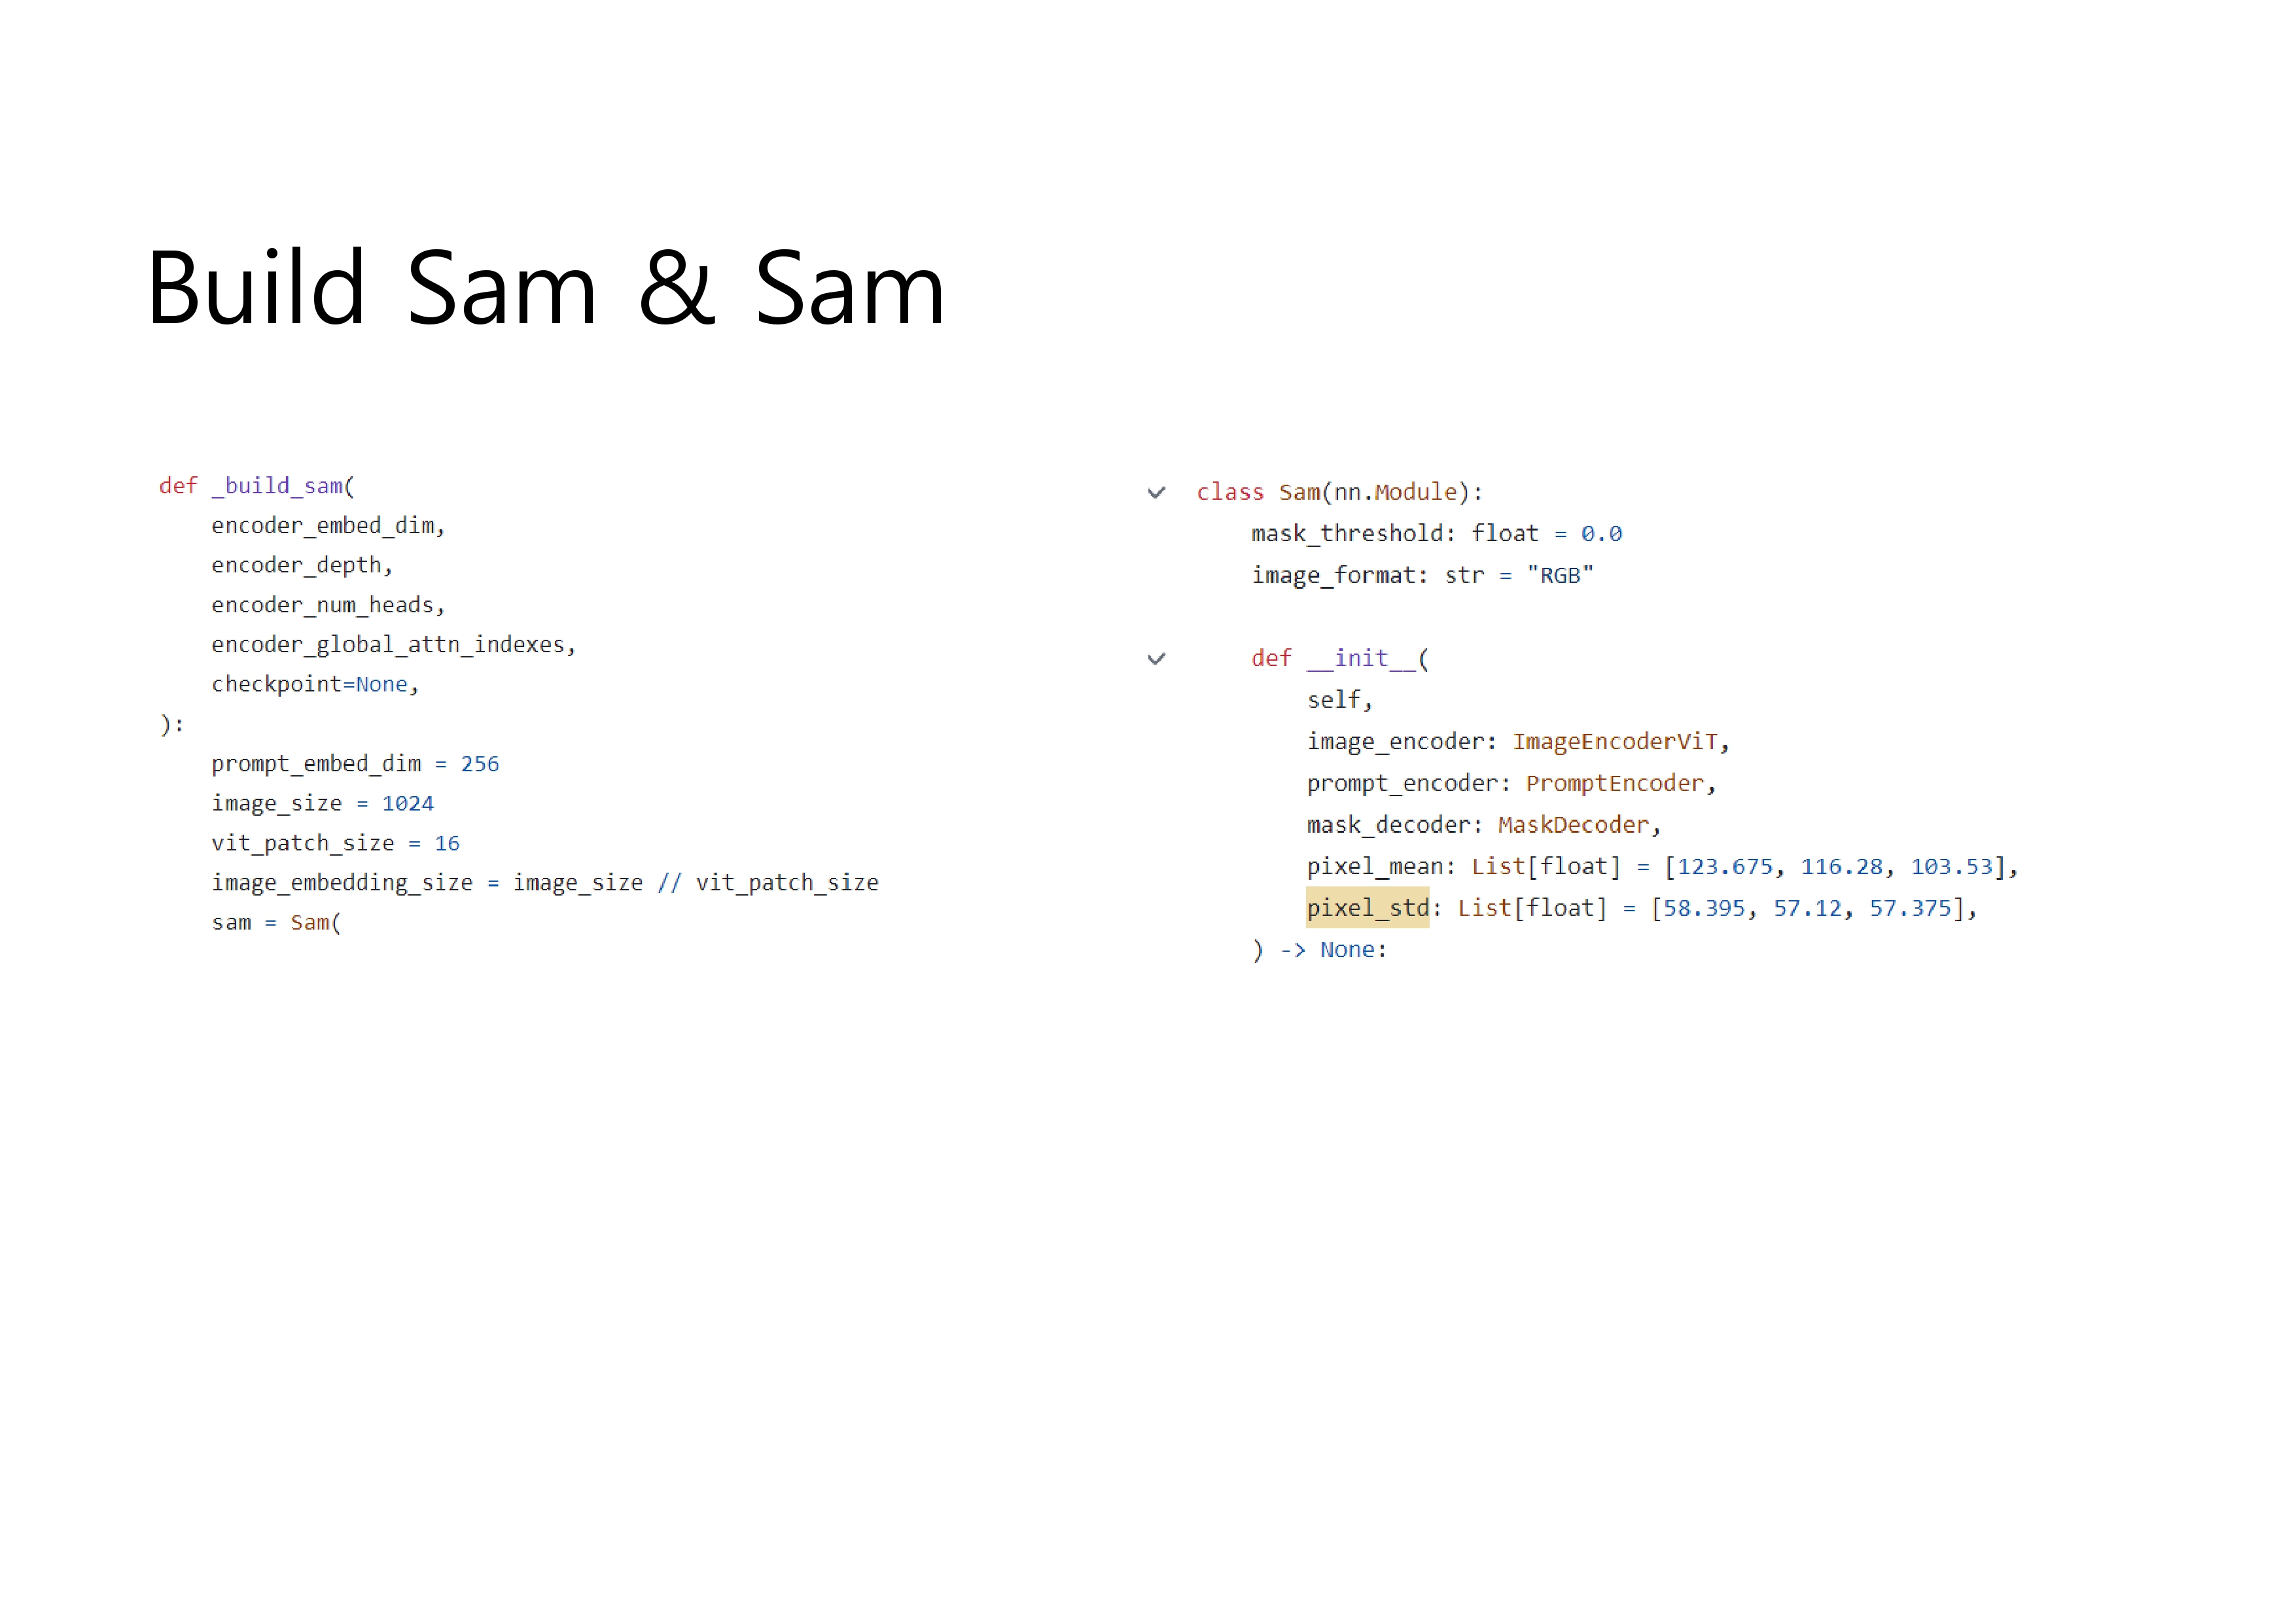 Build Sam & Sam
def _build_sam(
    encoder_embed_dim,
    encoder_depth,
    encoder_num_heads,
    encoder_global_attn_indexes,
    checkpoint=None,
):
    prompt_embed_dim = 256
    image_size = 1024
    vit_patch_size = 16
    image_embedding_size = image_size // vit_patch_size
    sam = Sam(
class Sam(nn.Module):
    mask_threshold: float = 0.0
    image_format: str = "RGB"
    def __init__(
        self,
        image_encoder: ImageEncoderViT,
        prompt_encoder: PromptEncoder,
        mask_decoder: MaskDecoder,
        pixel_mean: List[float] = [123.675, 116.28, 103.53],
        pixel_std: List[float] = [58.395, 57.12, 57.375],
    ) -> None: